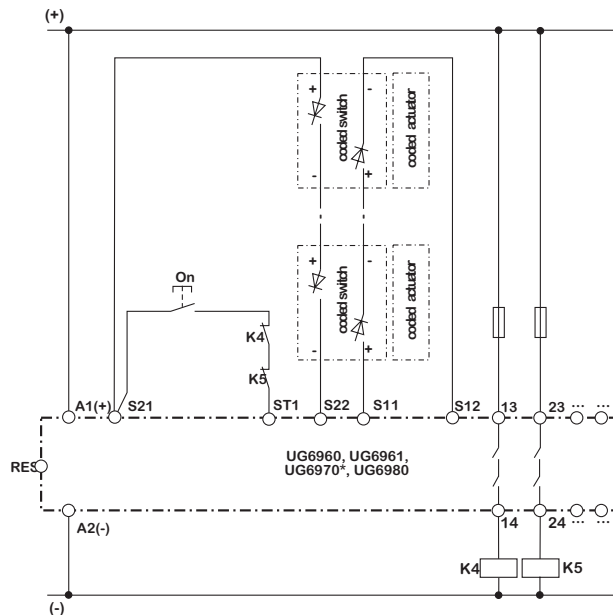 (+)
+
-
coded switch
coded actuator
-
+
+
-
coded switch
coded actuator
-
+
On
K4
K5
A1(+)
S21
ST1
S22
S11
S12
13
23
...
...
RES
UG6960, UG6961,
UG6970*, UG6980
A2(-)
14
24
...
...
K4
K5
(-)